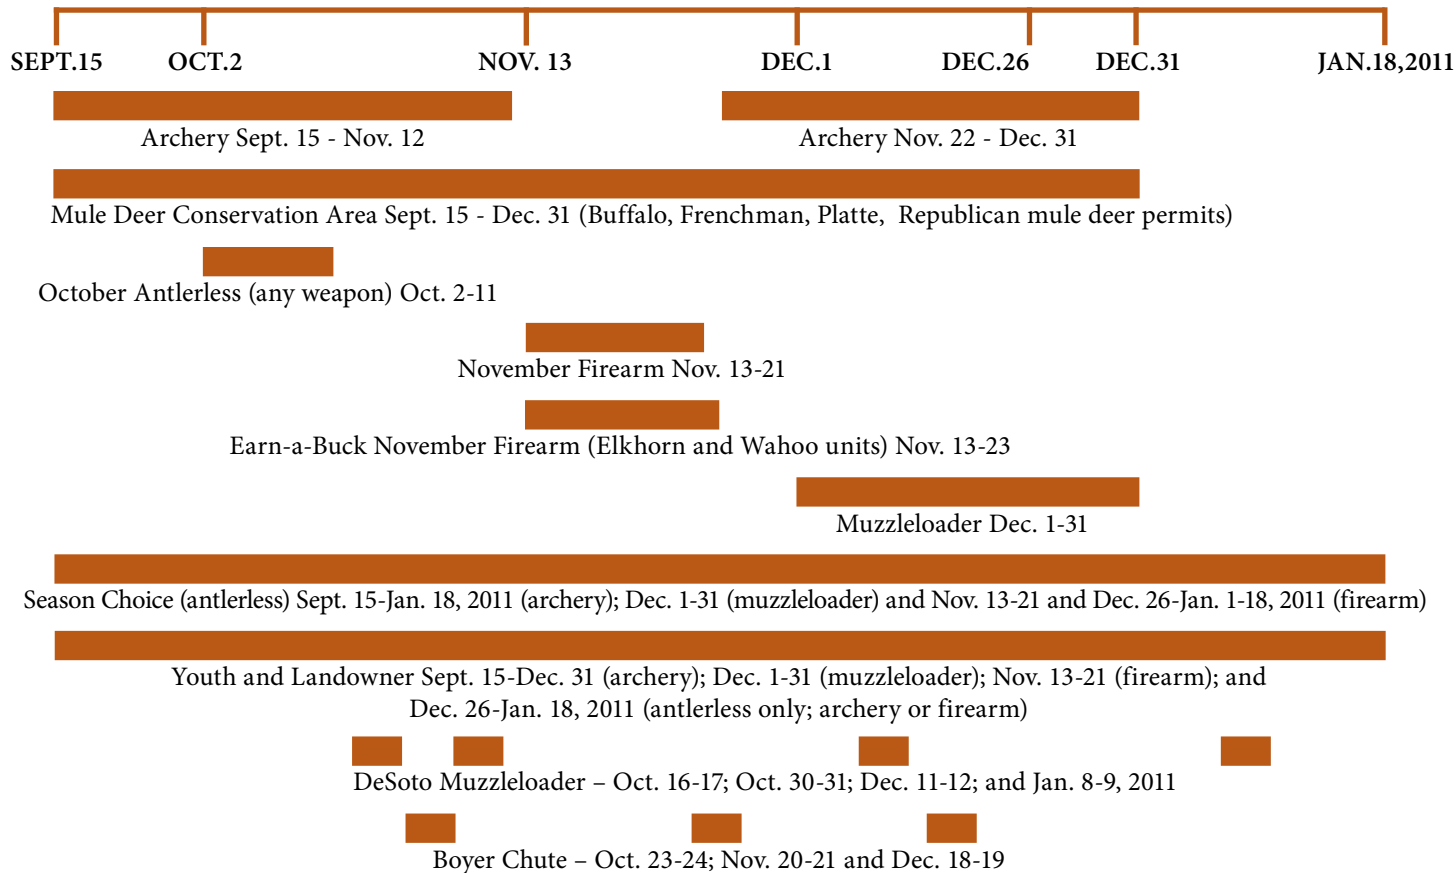 SEPT.15 OCT.2 NOV. 13 DEC.1 DEC.26 DEC.31 JAN.18,2011
Archery Sept. 15 - Nov. 12 Archery Nov. 22 - Dec. 31
Mule Deer Conservation Area Sept. 15 - Dec. 31 (Buffalo, Frenchman, Platte,  Republican mule deer permits)
October Antlerless (any weapon) Oct. 2-11
November Firearm Nov. 13-21
Earn-a-Buck November Firearm (Elkhorn and Wahoo units) Nov. 13-23
Muzzleloader Dec. 1-31
Season Choice (antlerless) Sept. 15-Jan. 18, 2011 (archery); Dec. 1-31 (muzzleloader) and Nov. 13-21 and Dec. 26-Jan. 1-18, 2011 (firearm)
Youth and Landowner Sept. 15-Dec. 31 (archery); Dec. 1-31 (muzzleloader); Nov. 13-21 (firearm); and
Dec. 26-Jan. 18, 2011 (antlerless only; archery or firearm)
DeSoto Muzzleloader – Oct. 16-17; Oct. 30-31; Dec. 11-12; and Jan. 8-9, 2011
Boyer Chute – Oct. 23-24; Nov. 20-21 and Dec. 18-19